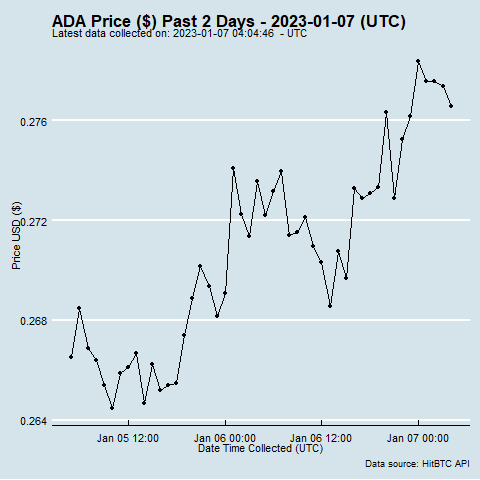 ADA Price ($) Past 2 Days - 2023-01-07 (UTC)
Latest data collected on: 2023-01-07 04:04:46 - UTC
0.276
0.272
0.268
0.264
Price USD ($)
Jan 05 12:00
Jan 06 00:00
Jan 06 12:00
Jan 07 00:00
Date Time Collected (UTC)
Data source: HitBTC API